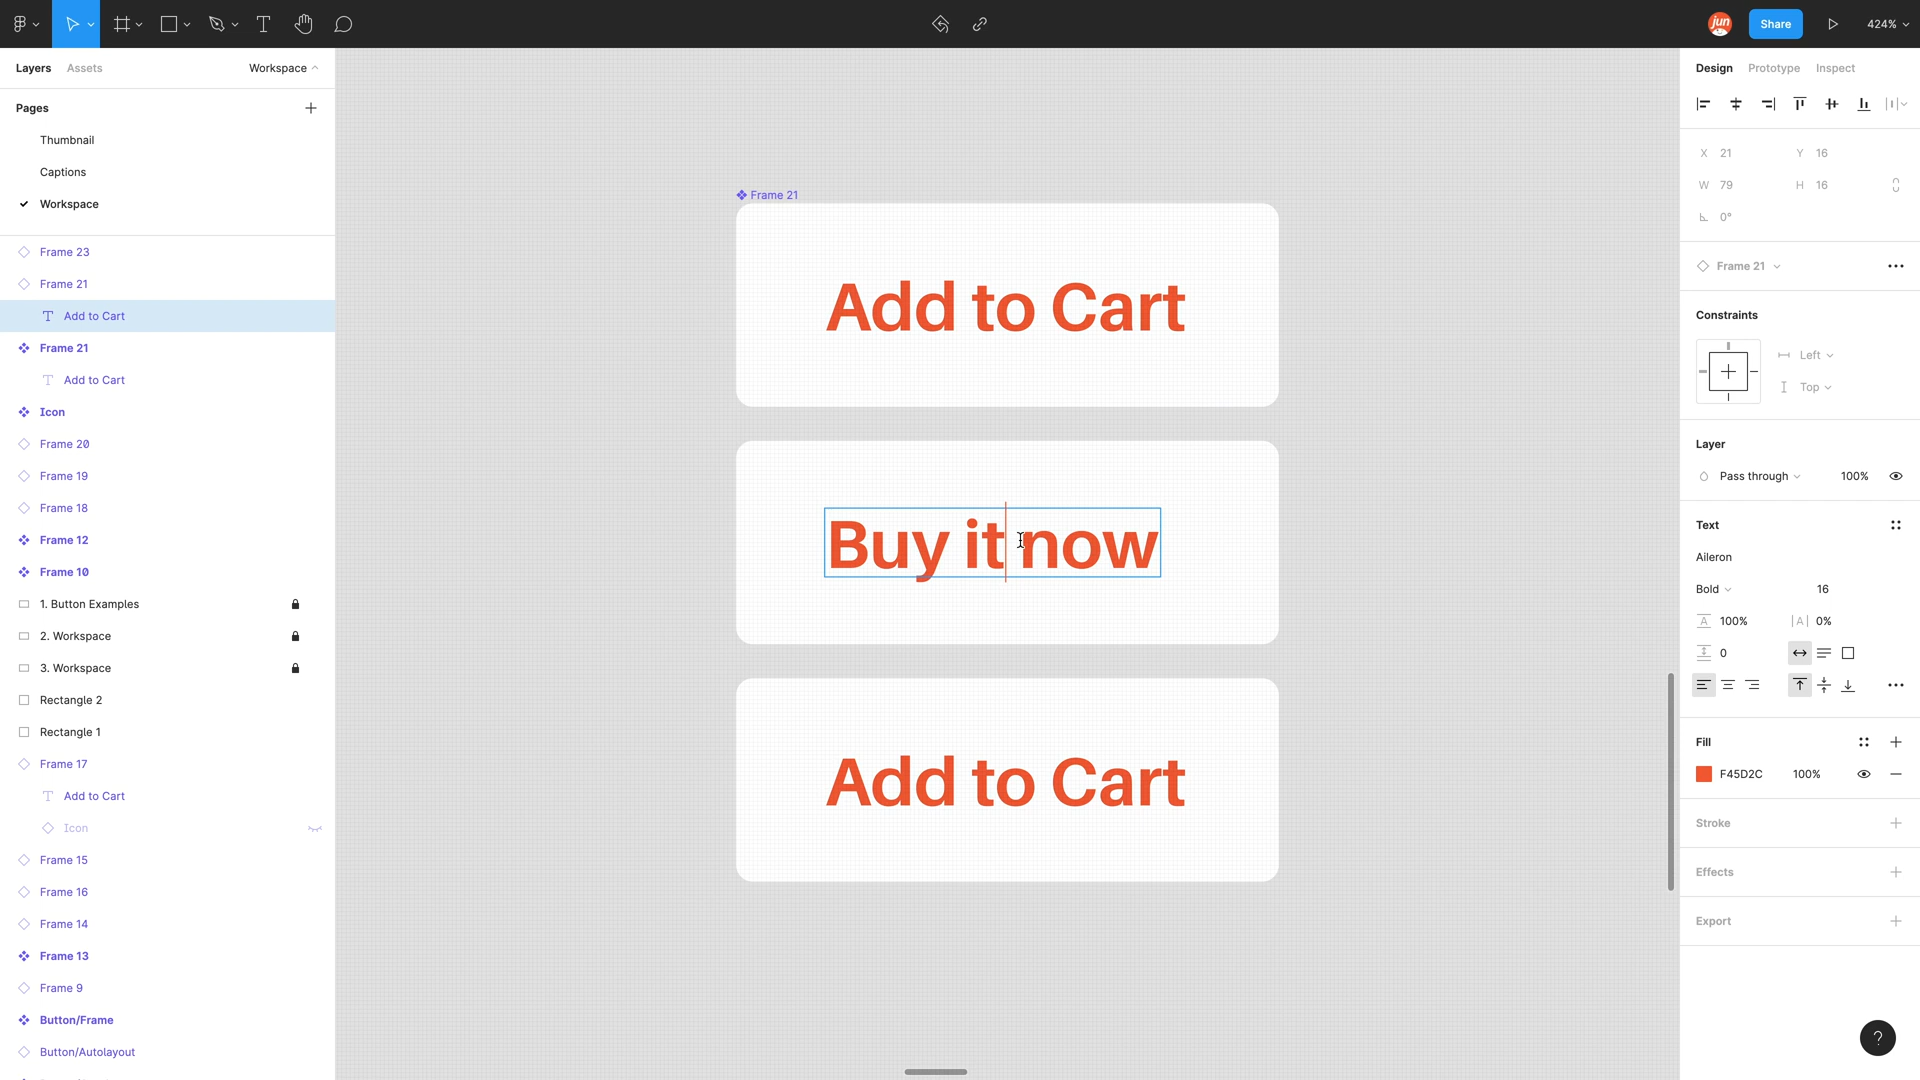 jun
Share
424%
Layers
Assets
Workspace
Pages
Thumbnail
Captions
Workspace
Frame 23
Frame 21
Add to Cart
Frame 21
Add to Cart
Icon
Frame 20
Frame 19
Frame 18
Frame 12
Frame 10
1. Button Examples
2. Workspace
3. Workspace
Rectangle 2
Rectangle 1
Frame 17
Add to Cart
Icon
Frame 15
Frame 16
Frame 14
Frame 13
Frame 9
Button/Frame
Button/Autolayout
Frame 21
Add to Cart
Buy it now
Add to Cart
Design
Prototype
Inspect
X 21
Y 16
W 79
H 16
0°
Frame 21
Constraints
Left
Top
Layer
Pass through
100%
Text
Aileron
Bold
16
A 100%
|A| 0%
0
Fill
F45D2C
100%
Stroke
Effects
Export
?